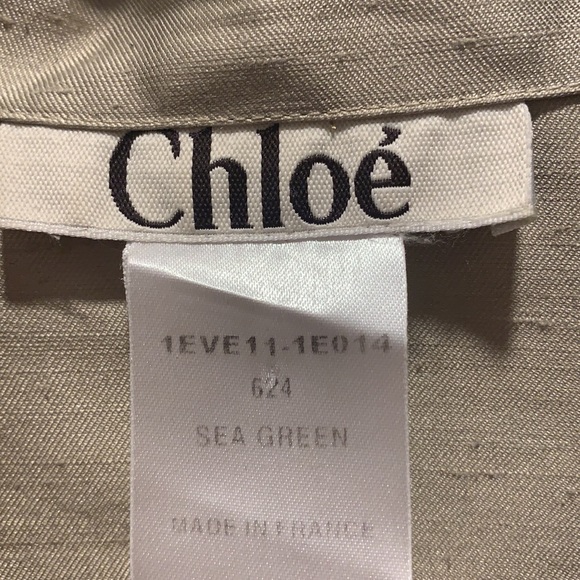 Chloé
1EVE11-1E014
624
SEA GREEN
MADE IN FRANCE